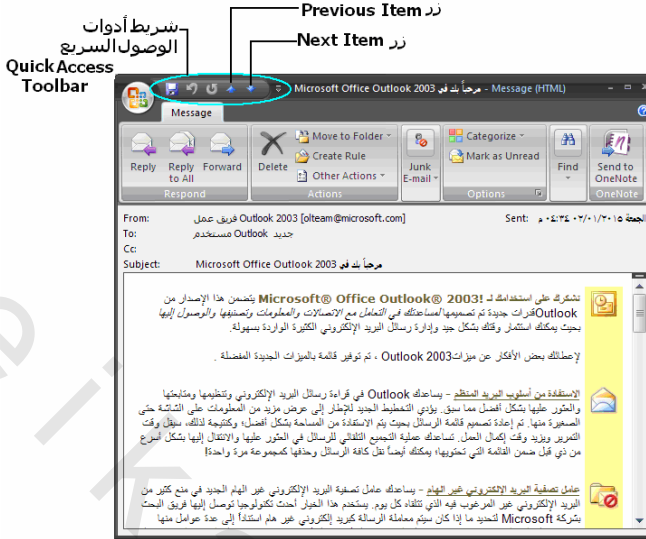 زر Previous Item
زر Next Item
شريط أدوات
الوصول السريع
Quick Access
Toolbar
مرحباً بك في Microsoft Office Outlook 2003 - Message (HTML)
Message
Reply
Reply to All
Forward
Respond
Delete
Move to Folder
Create Rule
Other Actions
Actions
Junk
E-mail
Categorize
Mark as Unread
Options
Find
Send to
OneNote
OneNote
From: فريق عمل Outlook 2003 [olteam@microsoft.com]
Sent: الجمعة ٠٢/٠١/٢٠١٥ ٠٤:٣٤ م
To: مستخدم Outlook جديد
Cc:
Subject: مرحباً بك في Microsoft Office Outlook 2003
نشكرك على استخدامك لـ Microsoft® Office Outlook® 2003! يتضمن هذا الإصدار من
Outlook قدرات جديدة تم تصميمها لمساعدتك في التعامل مع الاتصالات والمعلومات وتصنيفها والوصول إليها
بحيث يمكنك استثمار وقتك بشكل جيد وإدارة رسائل البريد الإلكتروني الكثيرة الواردة بسهولة.
لإعطائك بعض الأفكار عن ميزات Outlook 2003 ، تم توفير قائمة بالميزات الجديدة المفضلة .
الاستفادة من أسلوب البريد المنظم - يساعدك Outlook في قراءة رسائل البريد الإلكتروني وتنظيمها ومتابعتها
والعثور عليها بشكل أفضل مما سبق. يؤدي التخطيط الجديد للإطار إلى عرض مزيد من المعلومات على الشاشة حتى
الصغيرة منها. تم إعادة تصميم قائمة الرسائل بحيث يتم الاستفادة من المساحة بشكل أفضل؛ وكنتيجة لذلك، سيقل وقت
التمرير ويزيد وقت إكمال العمل. تساعدك عملية التجميع التلقائي للرسائل في العثور عليها والانتقال إليها بشكل أسرع
من ذي قبل ضمن القائمة التي تحتويها؛ يمكنك أيضاً نقل كافة الرسائل وحذفها كمجموعة مرة واحدة!
عامل تصفية البريد الإلكتروني غير الهام - يساعدك عامل تصفية البريد الإلكتروني غير الهام الجديد في منع كثير من
البريد الإلكتروني غير المرغوب فيه الذي تتلقاه كل يوم. يستخدم هذا الخيار أحدث تكنولوجيا توصل إليها فريق البحث
بشركة Microsoft لتحديد ما إذا كان سيتم معاملة الرسالة كبريد إلكتروني غير هام استناداً إلى عدة عوامل منها